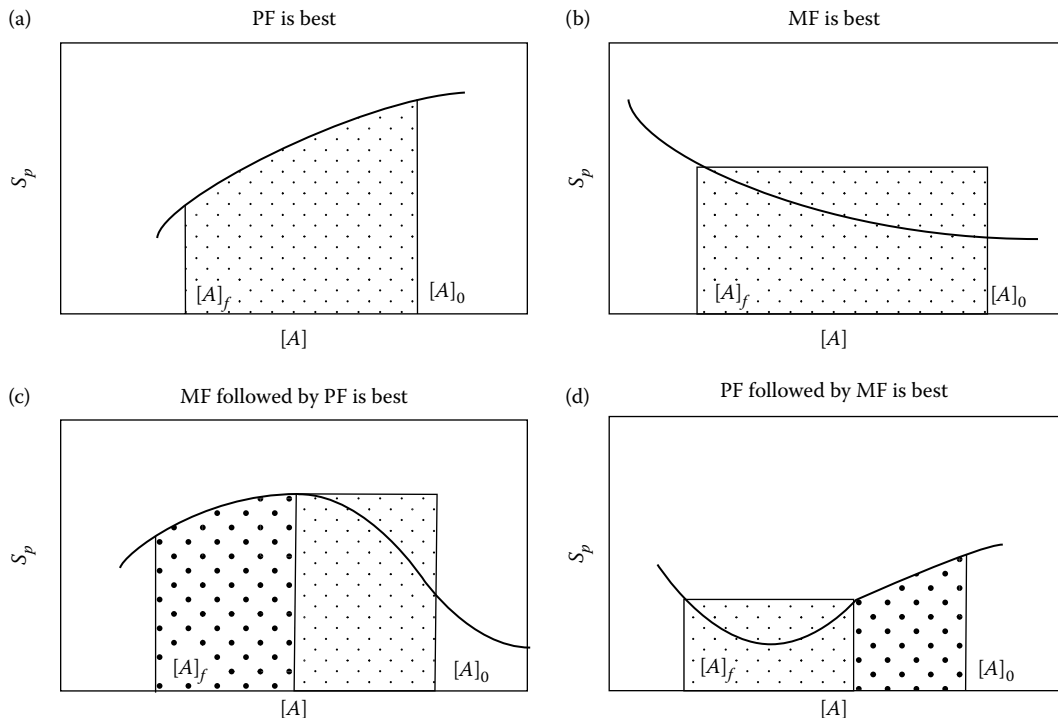 (a) PF is best
S_p
[A]_f
[A]_0
[A]
(b) MF is best
S_p
[A]_f
[A]_0
[A]
(c) MF followed by PF is best
S_p
[A]_f
[A]_0
[A]
(d) PF followed by MF is best
S_p
[A]_f
[A]_0
[A]